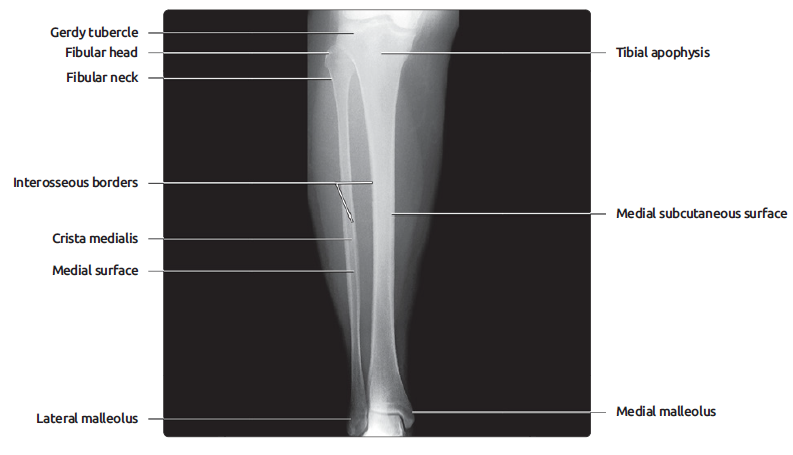 Gerdy tubercle
Fibular head
Fibular neck
Interosseous borders
Crista medialis
Medial surface
Lateral malleolus
Tibial apophysis
Medial subcutaneous surface
Medial malleolus